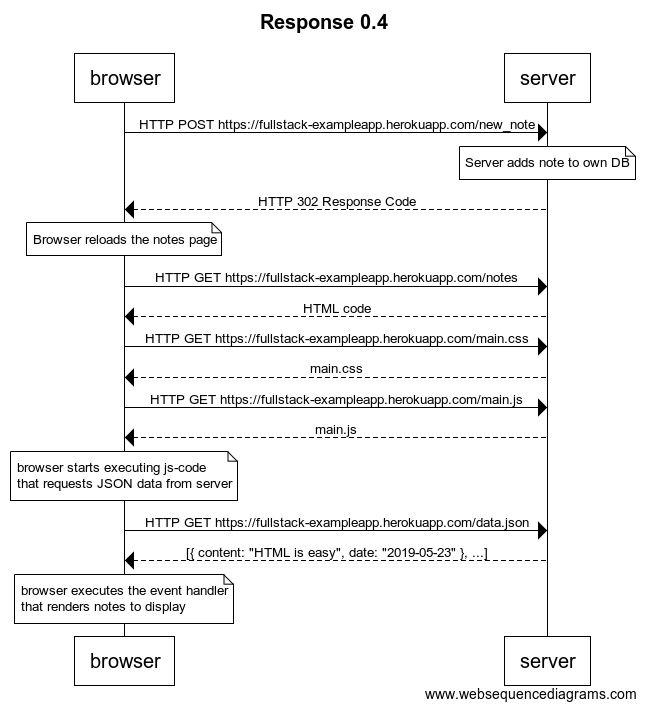 Response 0.4
browser
server
HTTP POST https://fullstack-exampleapp.herokuapp.com/new_note
Server adds note to own DB
HTTP 302 Response Code
Browser reloads the notes page
HTTP GET https://fullstack-exampleapp.herokuapp.com/notes
HTML code
HTTP GET https://fullstack-exampleapp.herokuapp.com/main.css
main.css
HTTP GET https://fullstack-exampleapp.herokuapp.com/main.js
main.js
browser starts executing js-code
that requests JSON data from server
HTTP GET https://fullstack-exampleapp.herokuapp.com/data.json
[{ content: "HTML is easy", date: "2019-05-23" }, ...]
browser executes the event handler
that renders notes to display
browser
server
www.websequencediagrams.com